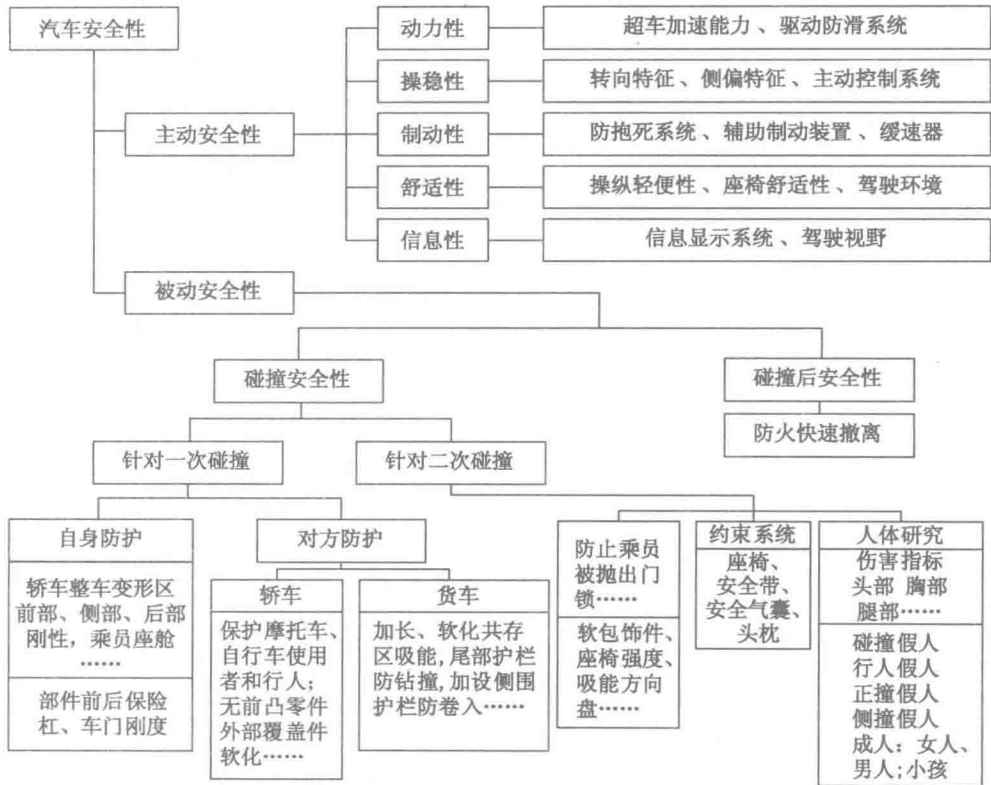 汽车安全性
动力性
超车加速能力、驱动防滑系统
操稳性
转向特征、侧偏特征、主动控制系统
主动安全性
制动性
防抱死系统、辅助制动装置、缓速器
舒适性
操纵轻便性、座椅舒适性、驾驶环境
信息性
信息显示系统、驾驶视野
被动安全性
碰撞安全性
碰撞后安全性
防火快速撤离
针对一次碰撞
针对二次碰撞
自身防护
轿车整车变形区
前部、侧部、后部
刚性，乘员座舱
……
部件前后保险
杠、车门刚度
对方防护
轿车
保护摩托车、
自行车使用
者和行人；
无前凸零件
外部覆盖件
软化……
货车
加长、软化共存
区吸能,尾部护栏
防钻撞,加设侧围
护栏防卷入……
防止乘员
被抛出门
锁……
软包饰件、
座椅强度、
吸能方向
盘……
约束系统
座椅、
安全带、
安全气囊、
头枕
人体研究
伤害指标
头部 胸部
腿部……
碰撞假人
行人假人
正撞假人
侧撞假人
成人：女人、
男人;小孩